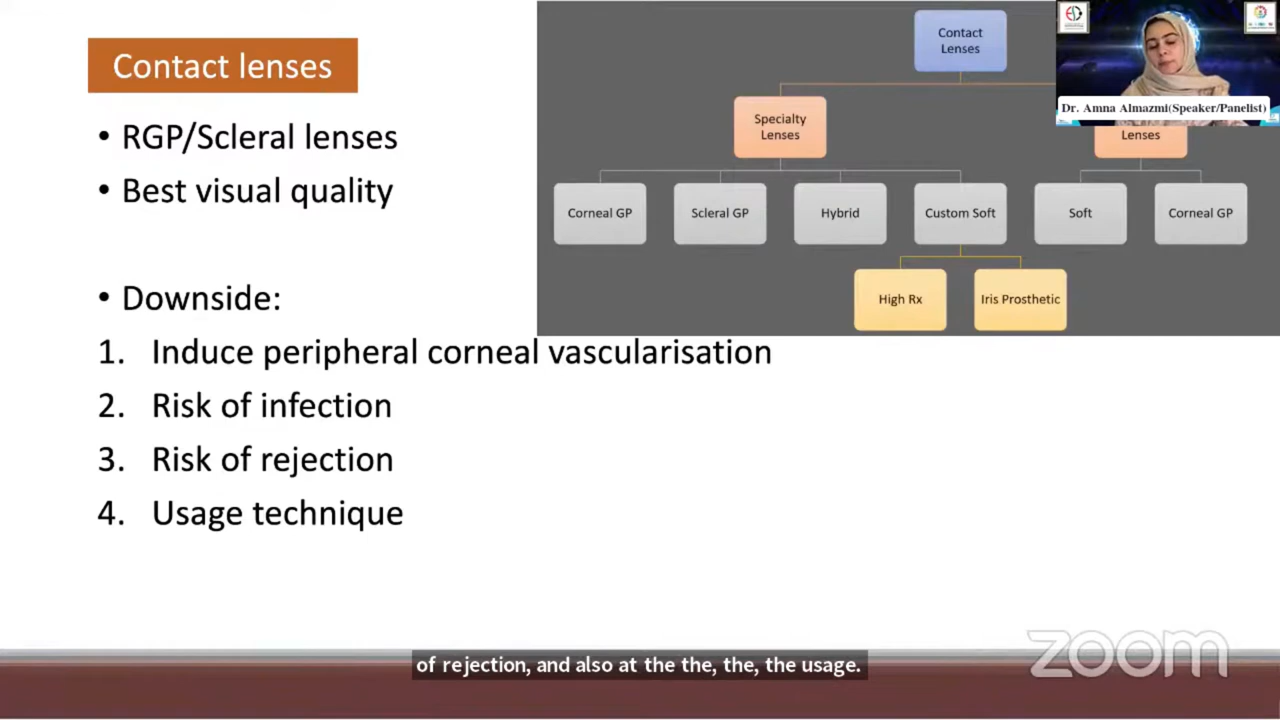 Contact lenses
• RGP/Scleral lenses
• Best visual quality
• Downside:
1. Induce peripheral corneal vascularisation
2. Risk of infection
3. Risk of rejection
4. Usage technique
Contact
Lenses
Specialty
Lenses
Lenses
Corneal GP
Scleral GP
Hybrid
Custom Soft
Soft
Corneal GP
High Rx
Iris Prosthetic
Dr. Amna Almazmi(Speaker/Panelist)
of rejection, and also at the the, the, the usage.
zoom